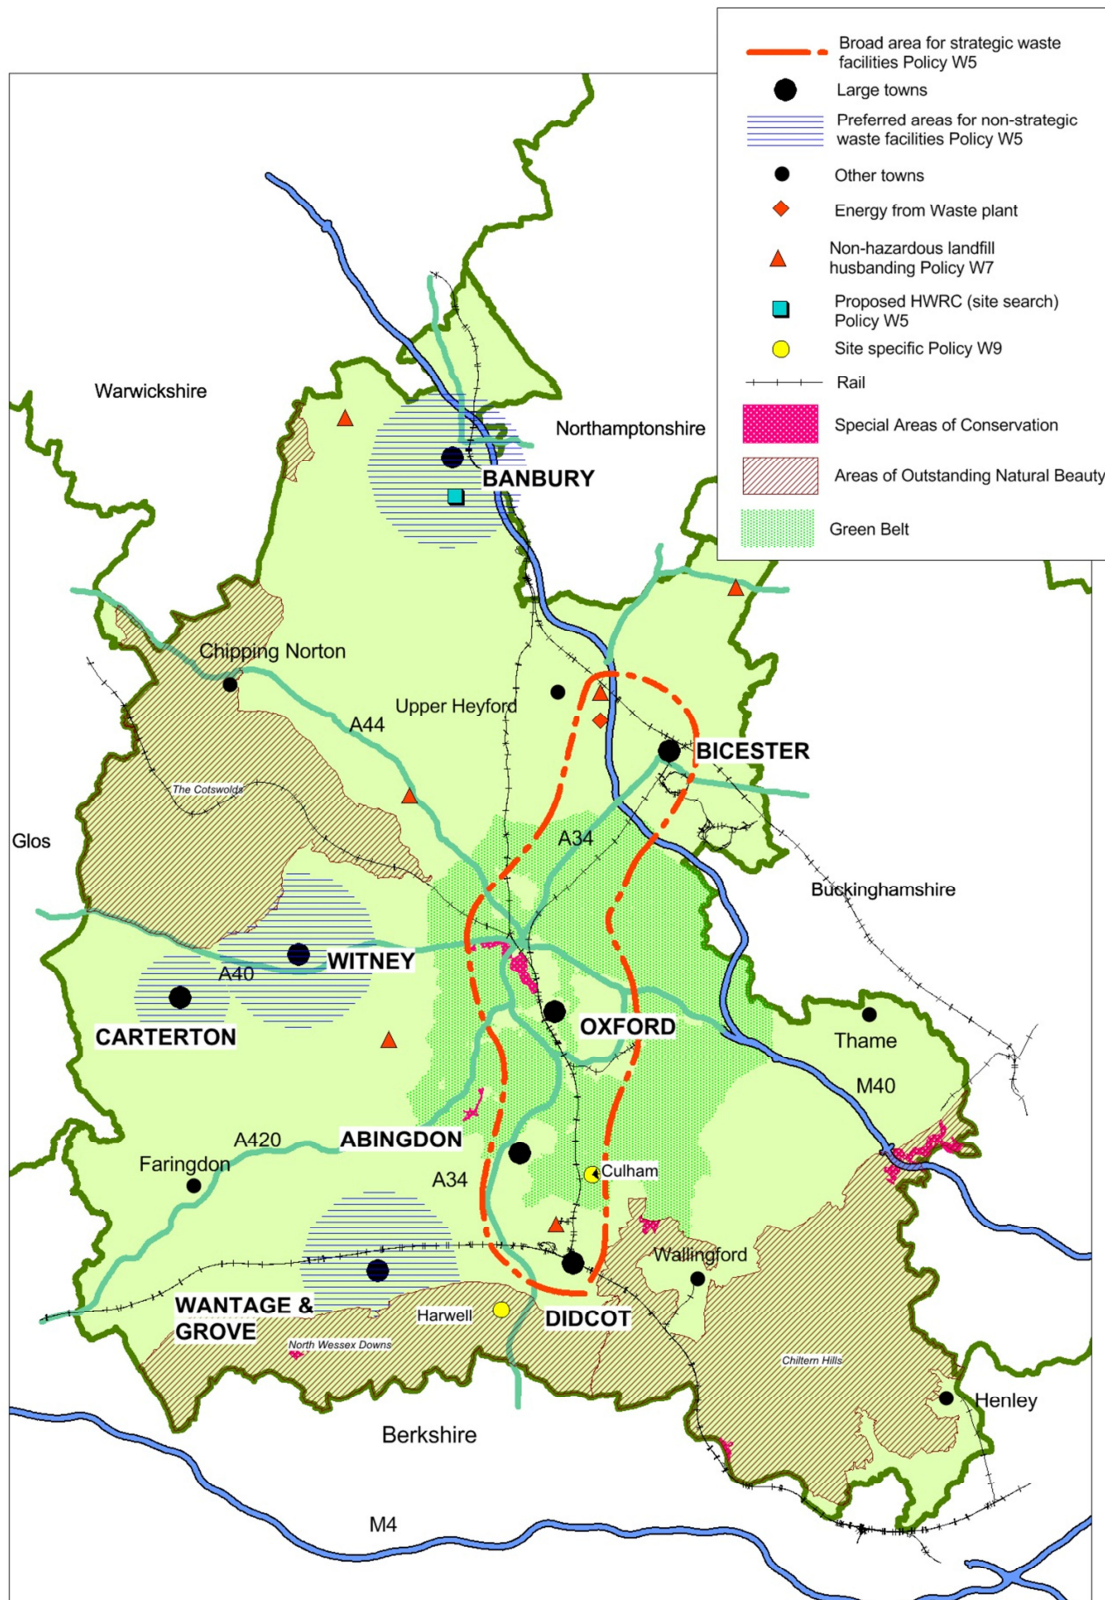 Broad area for strategic waste
facilities Policy W5
Large towns
Preferred areas for non-strategic
waste facilities Policy W5
Other towns
Energy from Waste plant
Non-hazardous landfill
husbanding Policy W7
Proposed HWRC (site search)
Policy W5
Site specific Policy W9
Rail
Special Areas of Conservation
Areas of Outstanding Natural Beauty
Green Belt
Warwickshire
Northamptonshire
BANBURY
Chipping Norton
Upper Heyford
A44
BICESTER
The Cotswolds
Glos
A34
Buckinghamshire
WITNEY
A40
CARTERTON
OXFORD
Thame
M40
ABINGDON
A420
Faringdon
A34
Culham
Wallingford
WANTAGE &
GROVE
Harwell
DIDCOT
North Wessex Downs
Chiltern Hills
Henley
Berkshire
M4